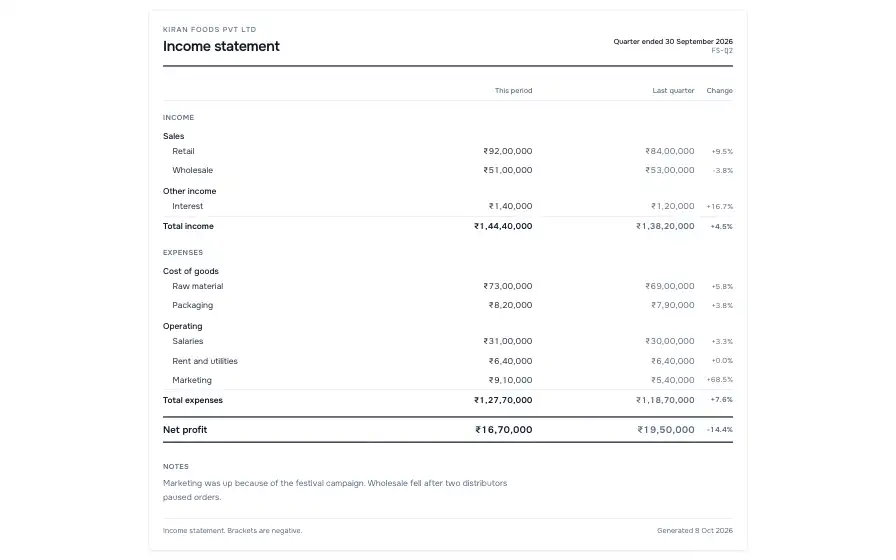 KIRAN FOODS PVT LTD
Income statement
Quarter ended 30 September 2026
FS-Q2
This period Last quarter Change
INCOME
Sales
Retail ₹92,00,000 ₹84,00,000 +9.5%
Wholesale ₹51,00,000 ₹53,00,000 -3.8%
Other income
Interest ₹1,40,000 ₹1,20,000 +16.7%
Total income ₹1,44,40,000 ₹1,38,20,000 +4.5%
EXPENSES
Cost of goods
Raw material ₹73,00,000 ₹69,00,000 +5.8%
Packaging ₹8,20,000 ₹7,90,000 +3.8%
Operating
Salaries ₹31,00,000 ₹30,00,000 +3.3%
Rent and utilities ₹6,40,000 ₹6,40,000 +0.0%
Marketing ₹9,10,000 ₹5,40,000 +68.5%
Total expenses ₹1,27,70,000 ₹1,18,70,000 +7.6%
Net profit ₹16,70,000 ₹19,50,000 -14.4%
NOTES
Marketing was up because of the festival campaign. Wholesale fell after two distributors
paused orders.
Income statement. Brackets are negative. Generated 8 Oct 2026